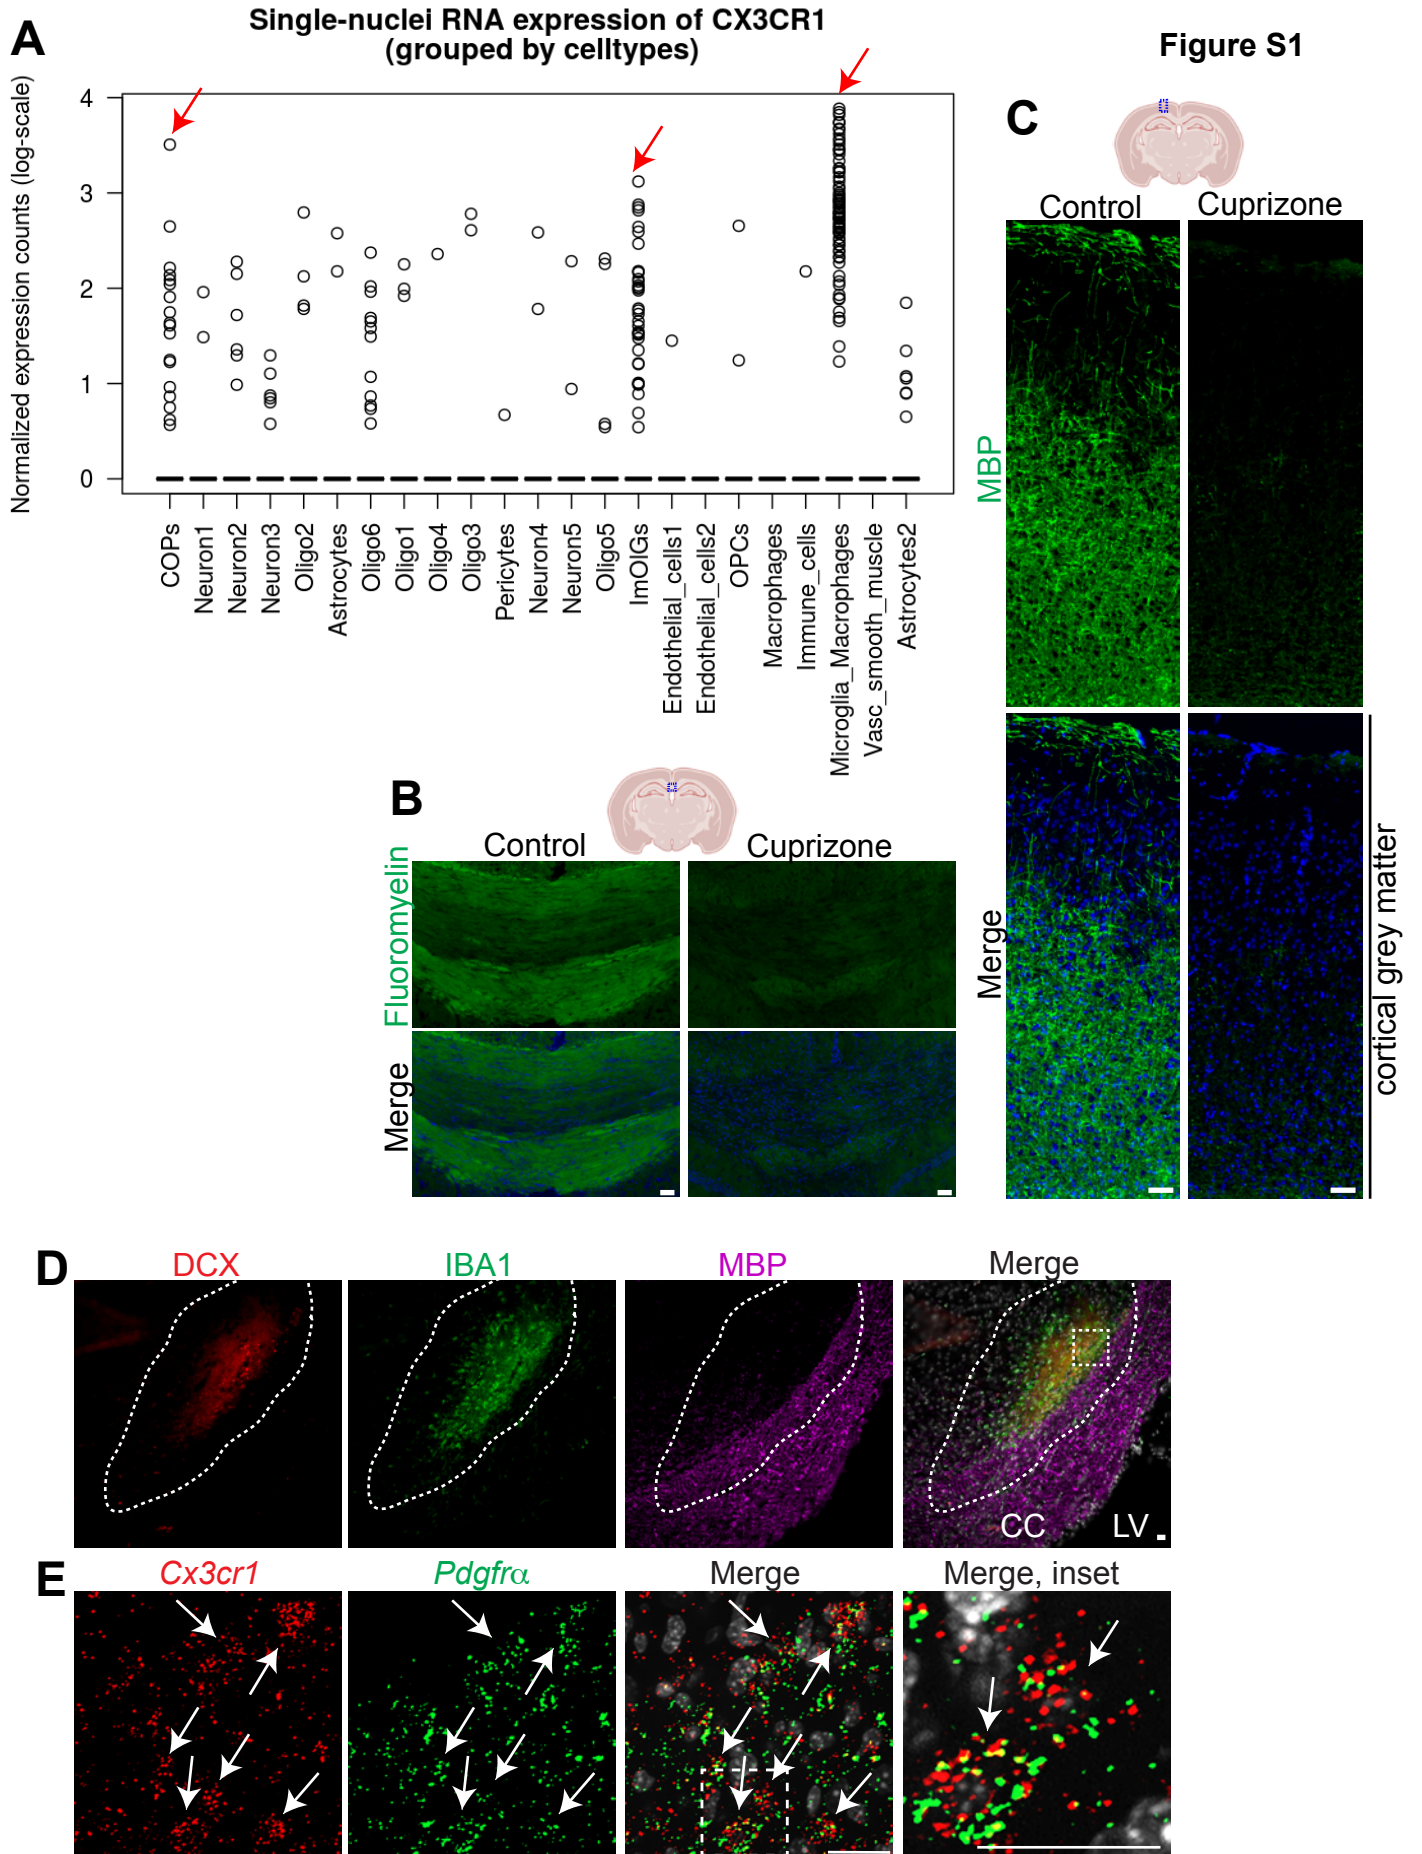 A
Single-nuclei RNA expression of CX3CR1
(grouped by celltypes)
Figure S1
Normalized expression counts (log-scale)
4
3
2
1
0
COPs
Neuron1
Neuron2
Neuron3
Oligo2
Astrocytes
Oligo6
Oligo1
Oligo4
Oligo3
Pericytes
Neuron4
Neuron5
Oligo5
ImOlGs
Endothelial_cells1
Endothelial_cells2
OPCs
Macrophages
Immune_cells
Microglia_Macrophages
Vasc_smooth_muscle
Astrocytes2
C
Control
Cuprizone
MBP
Merge
cortical grey matter
B
Control
Cuprizone
Fluoromyelin
Merge
D
DCX
IBA1
MBP
Merge
CC
LV
E
Cx3cr1
Pdgfrα
Merge
Merge, inset